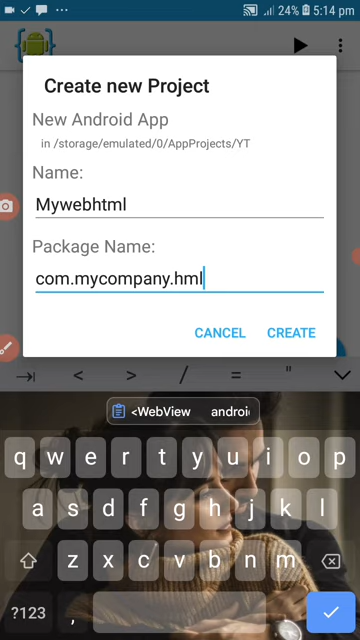 24% 5:14 pm
Create new Project
New Android App
in /storage/emulated/0/AppProjects/YT
Name:
Mywebhtml
Package Name:
com.mycompany.hml
CANCEL CREATE
< > / = "
<WebView androi
q w e r t y u i o p
a s d f g h j k l
z x c v b n m
?123 ,